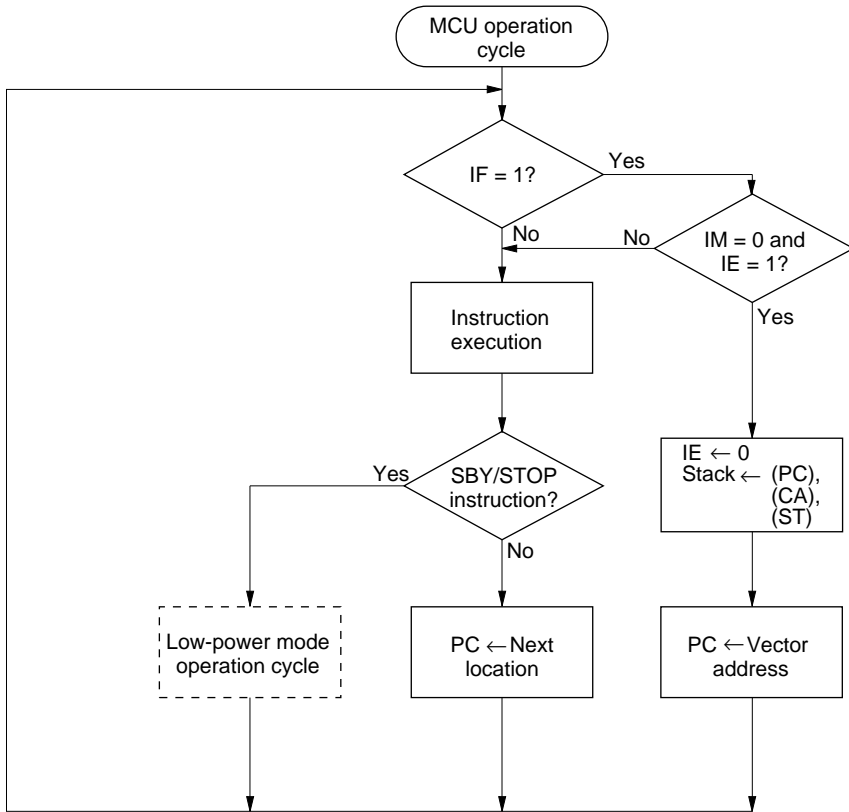 MCU operation
cycle
IF = 1?
Yes
No
No
IM = 0 and
IE = 1?
Yes
Instruction
execution
IE ← 0
Stack ← (PC),
(CA),
(ST)
Yes
SBY/STOP
instruction?
No
Low-power mode
operation cycle
PC ← Next
location
PC ← Vector
address